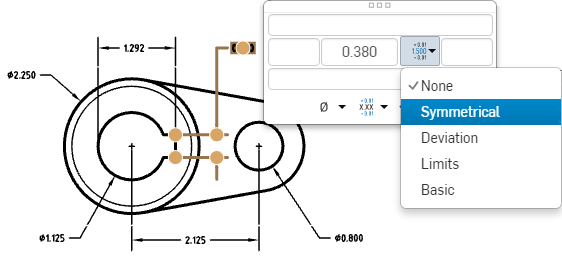 1.292
ø2.250
0.380
+0.01
1.500
-0.01
Ø
+0.01
X.XX
-0.01
None
Symmetrical
Deviation
Limits
Basic
ø1.125
2.125
ø0.800